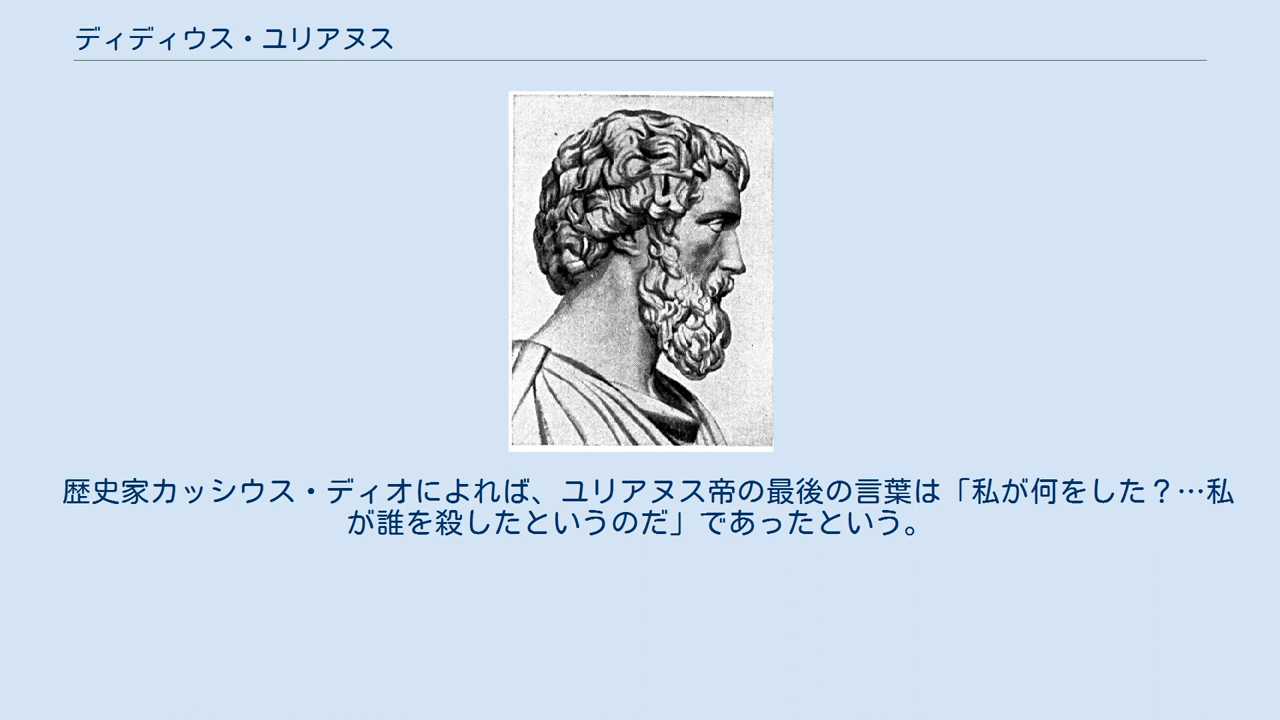 ディディウス・ユリアヌス
歴史家カッシウス・ディオによれば、ユリアヌス帝の最後の言葉は「私が何をした？…私
が誰を殺したというのだ」であったという。